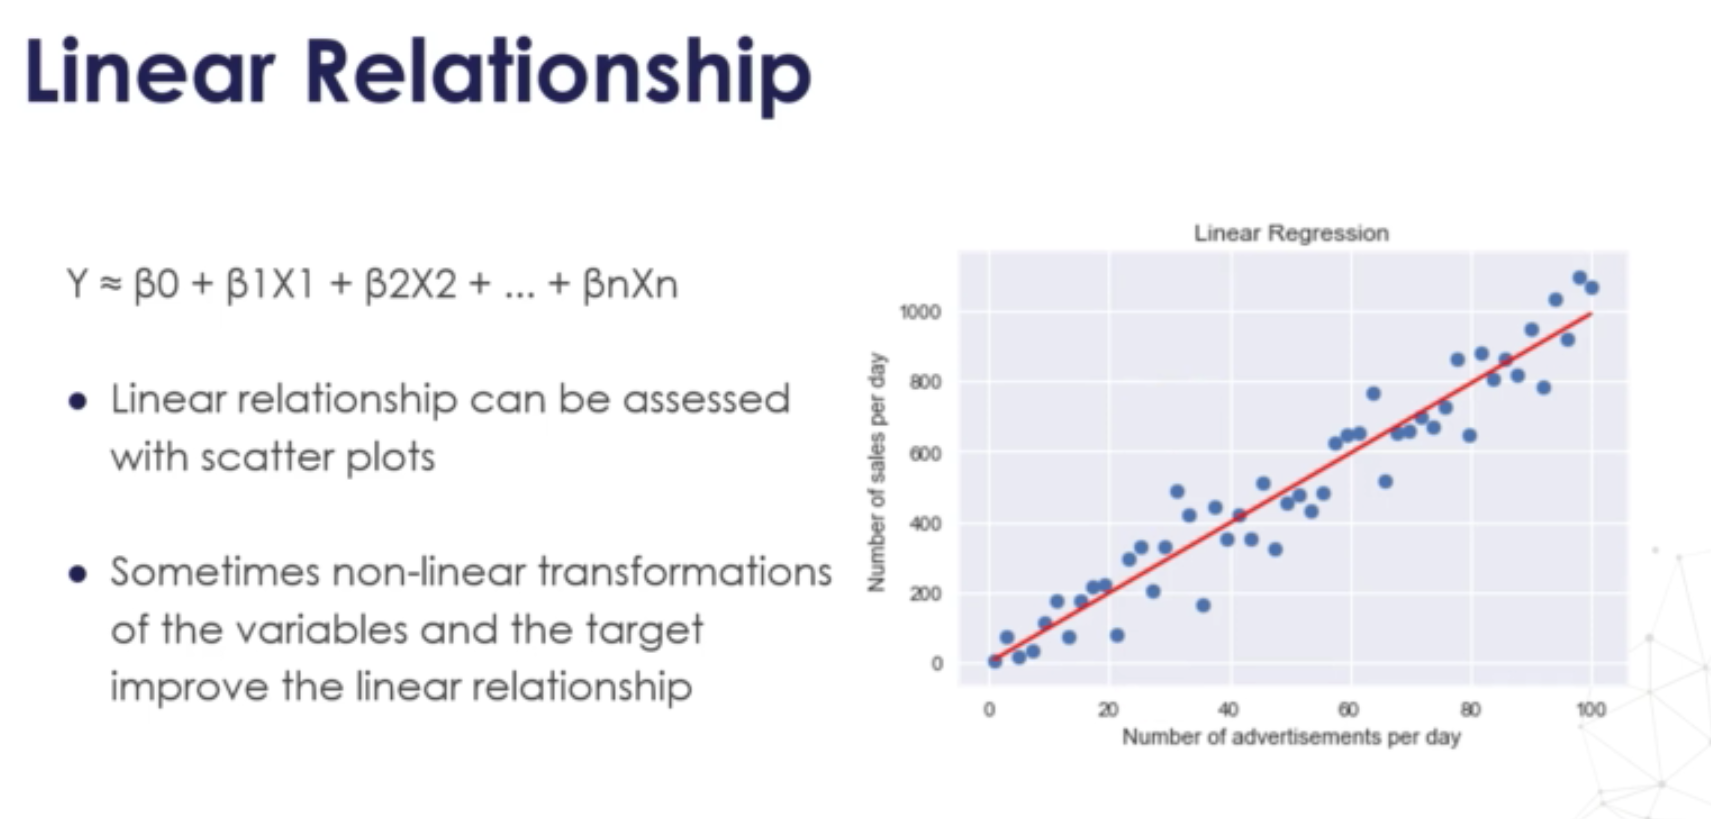 Linear Relationship
Y ≈ β0 + β1X1 + β2X2 + ... + βnXn
● Linear relationship can be assessed
with scatter plots
● Sometimes non-linear transformations
of the variables and the target
improve the linear relationship
Linear Regression
Number of sales per day
1000
800
600
400
200
0
0 20 40 60 80 100
Number of advertisements per day